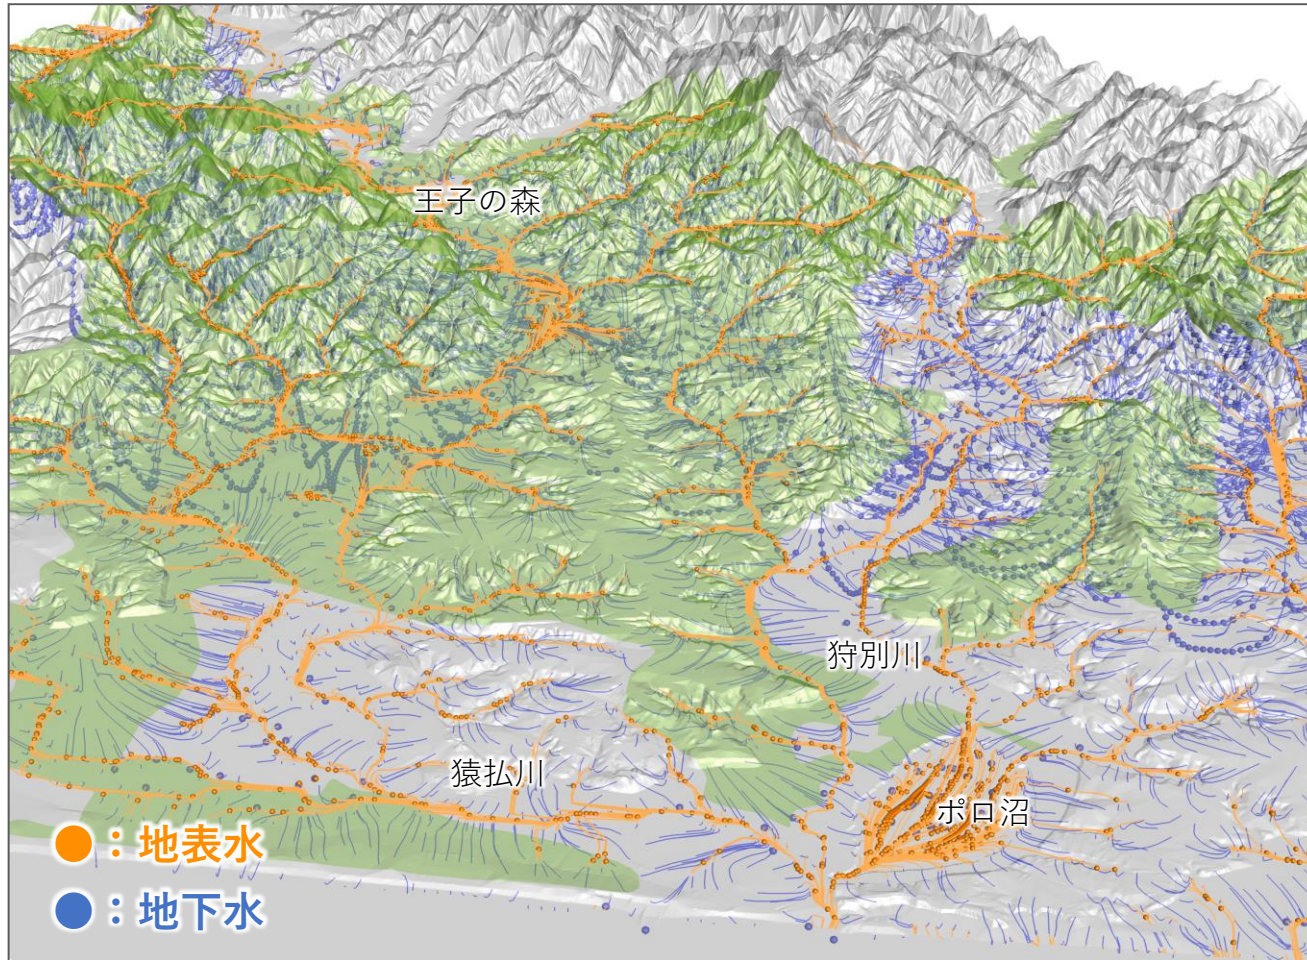 王子の森
狩別川
猿払川
ポロ沼
：地表水
：地下水